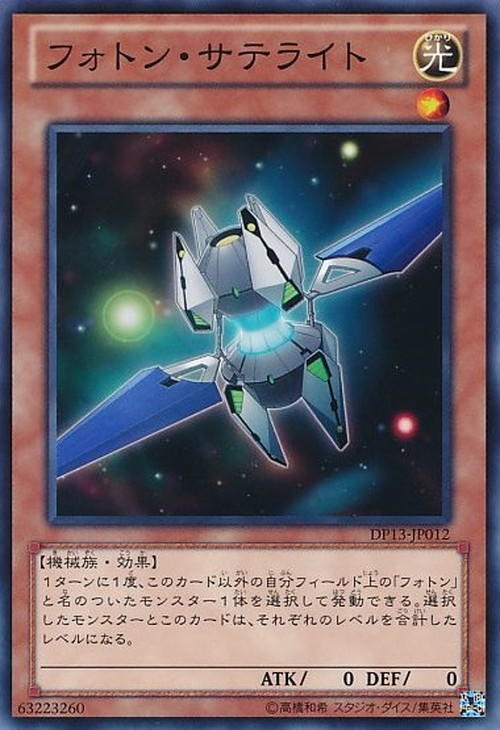 フォトン・サテライト
ひかり
光
DP13-JP012
【機械族・効果】
1ターンに1度、このカード以外の自分フィールド上の「フォトン」
と名のついたモンスター1体を選択して発動できる。選択
したモンスターとこのカードは、それぞれのレベルを合計した
レベルになる。
ATK/ 0 DEF/ 0
63223260 ©高橋和希 スタジオ・ダイス/集英社